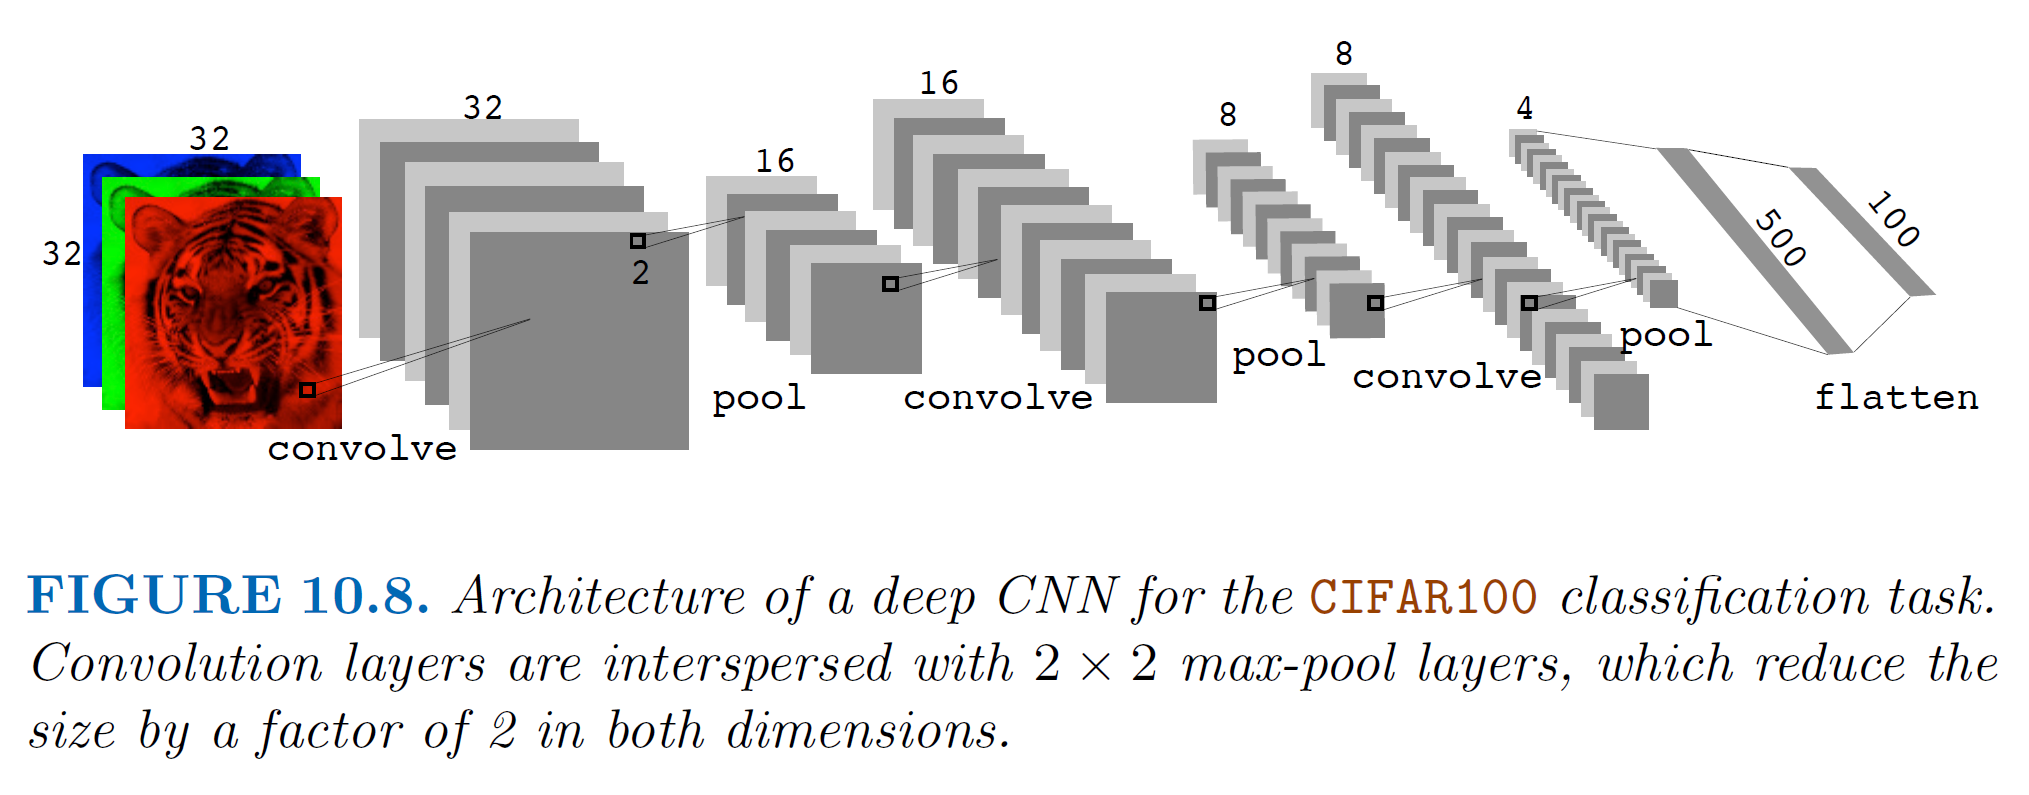 32
32
32
convolve
2
16
pool
16
convolve
8
pool
8
convolve
4
pool
500
100
flatten
FIGURE 10.8. Architecture of a deep CNN for the CIFAR100 classification task.
Convolution layers are interspersed with 2 × 2 max-pool layers, which reduce the
size by a factor of 2 in both dimensions.